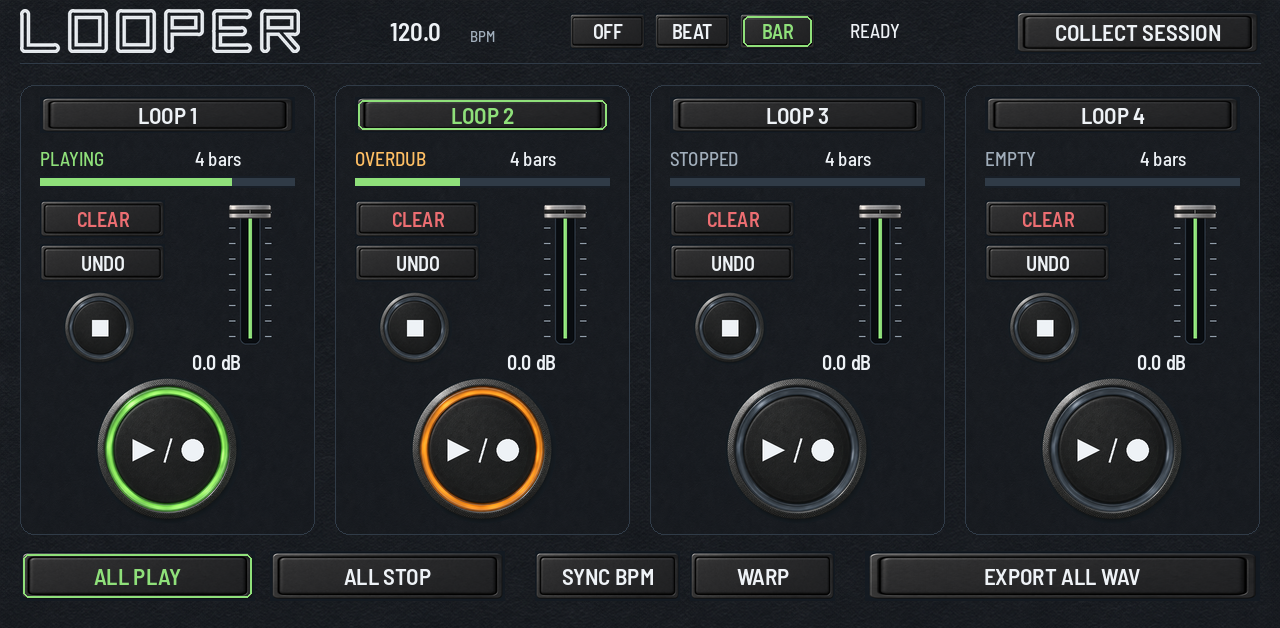 LOOPER
120.0 BPM
OFF BEAT BAR READY
COLLECT SESSION
LOOP 1
PLAYING 4 bars
CLEAR
UNDO
0.0 dB
/
LOOP 2
OVERDUB 4 bars
CLEAR
UNDO
0.0 dB
/
LOOP 3
STOPPED 4 bars
CLEAR
UNDO
0.0 dB
/
LOOP 4
EMPTY 4 bars
CLEAR
UNDO
0.0 dB
/
ALL PLAY
ALL STOP
SYNC BPM
WARP
EXPORT ALL WAV